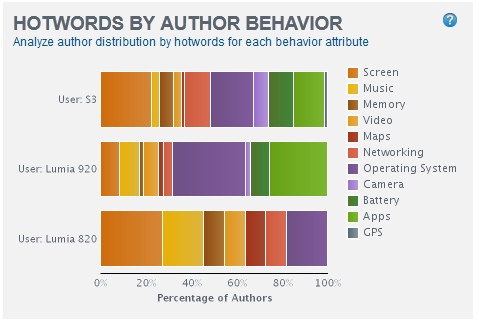 HOTWORDS BY AUTHOR BEHAVIOR
?
Analyze author distribution by hotwords for each behavior attribute
User: S3
User: Lumia 920
User: Lumia 820
0% 20% 40% 60% 80% 100%
Percentage of Authors
Screen
Music
Memory
Video
Maps
Networking
Operating System
Camera
Battery
Apps
GPS